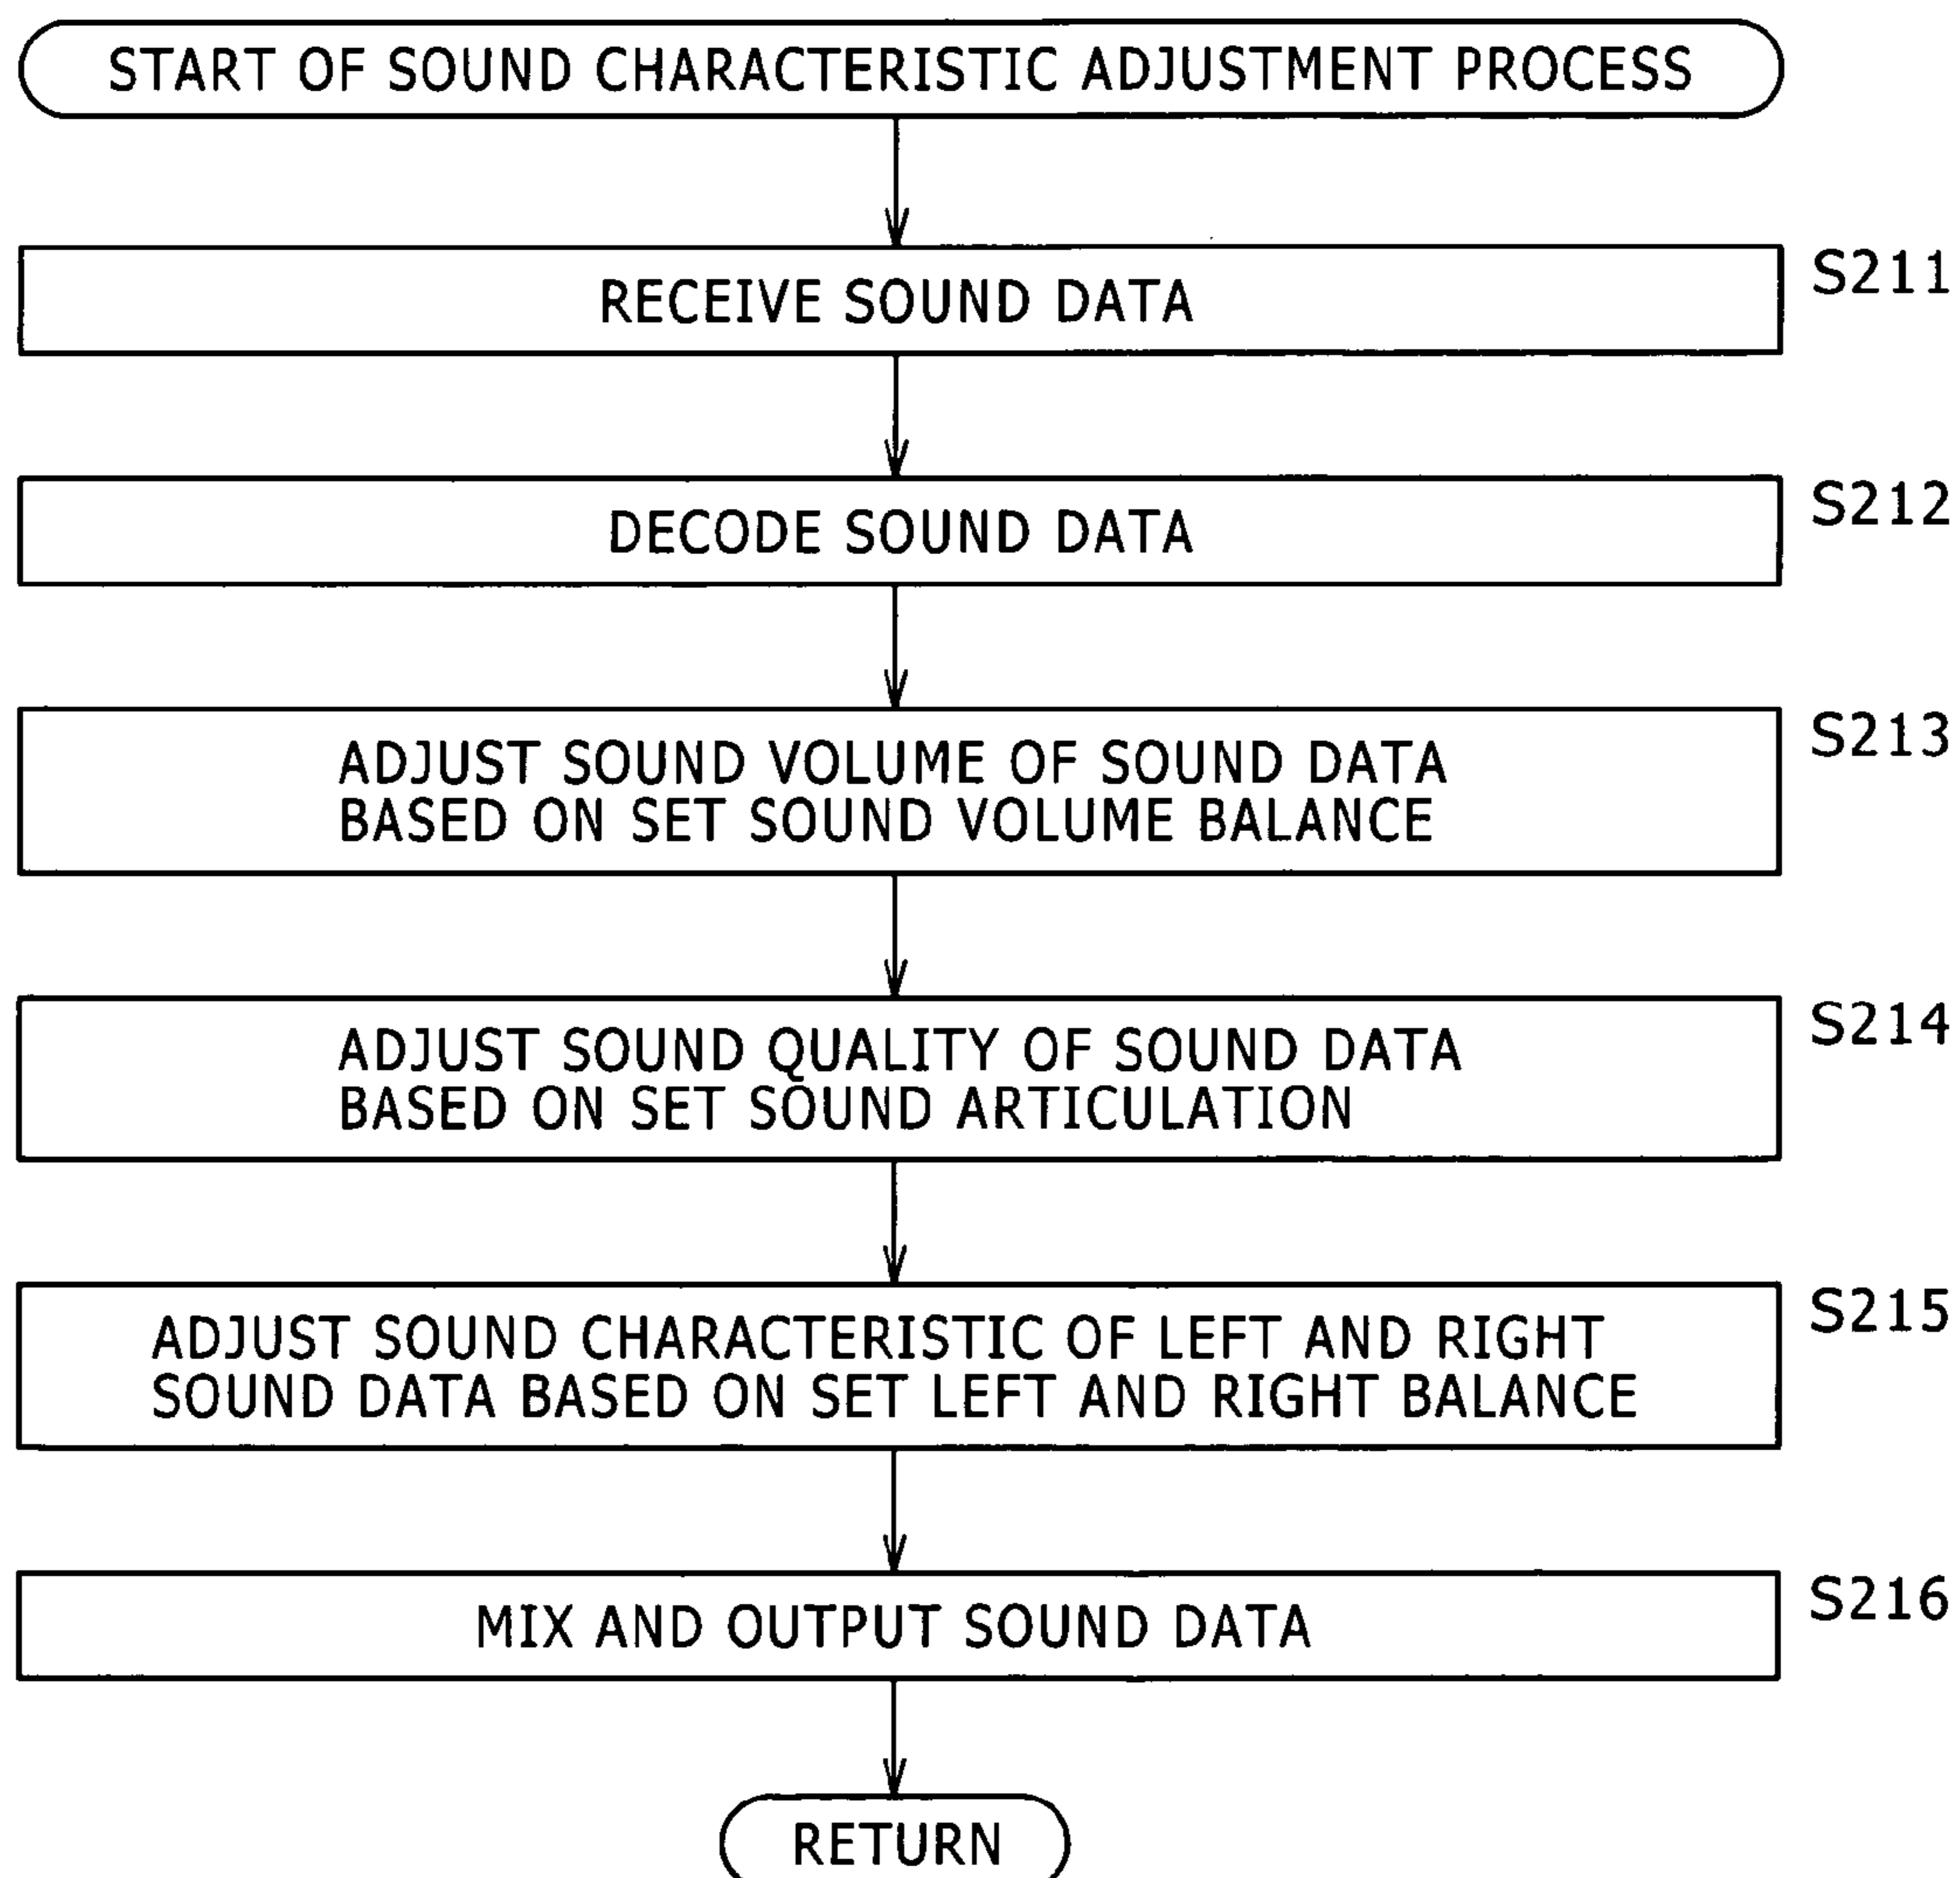 START OF SOUND CHARACTERISTIC ADJUSTMENT PROCESS
RECEIVE SOUND DATA
S211
DECODE SOUND DATA
S212
ADJUST SOUND VOLUME OF SOUND DATA
BASED ON SET SOUND VOLUME BALANCE
S213
ADJUST SOUND QUALITY OF SOUND DATA
BASED ON SET SOUND ARTICULATION
S214
ADJUST SOUND CHARACTERISTIC OF LEFT AND RIGHT
SOUND DATA BASED ON SET LEFT AND RIGHT BALANCE
S215
MIX AND OUTPUT SOUND DATA
S216
RETURN